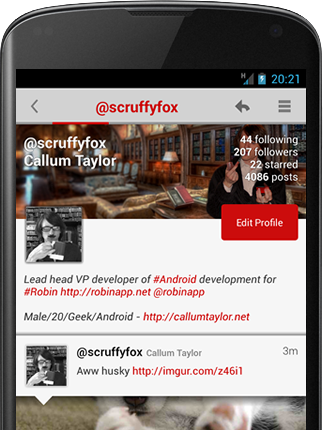 H
20:21
@scruffyfox
@scruffyfox
Callum Taylor
44 following
207 followers
22 starred
4086 posts
Edit Profile
Lead head VP developer of #Android development for
#Robin http://robinapp.net @robinapp
Male/20/Geek/Android - http://callumtaylor.net
@scruffyfox Callum Taylor
3m
Aww husky http://imgur.com/z46i1